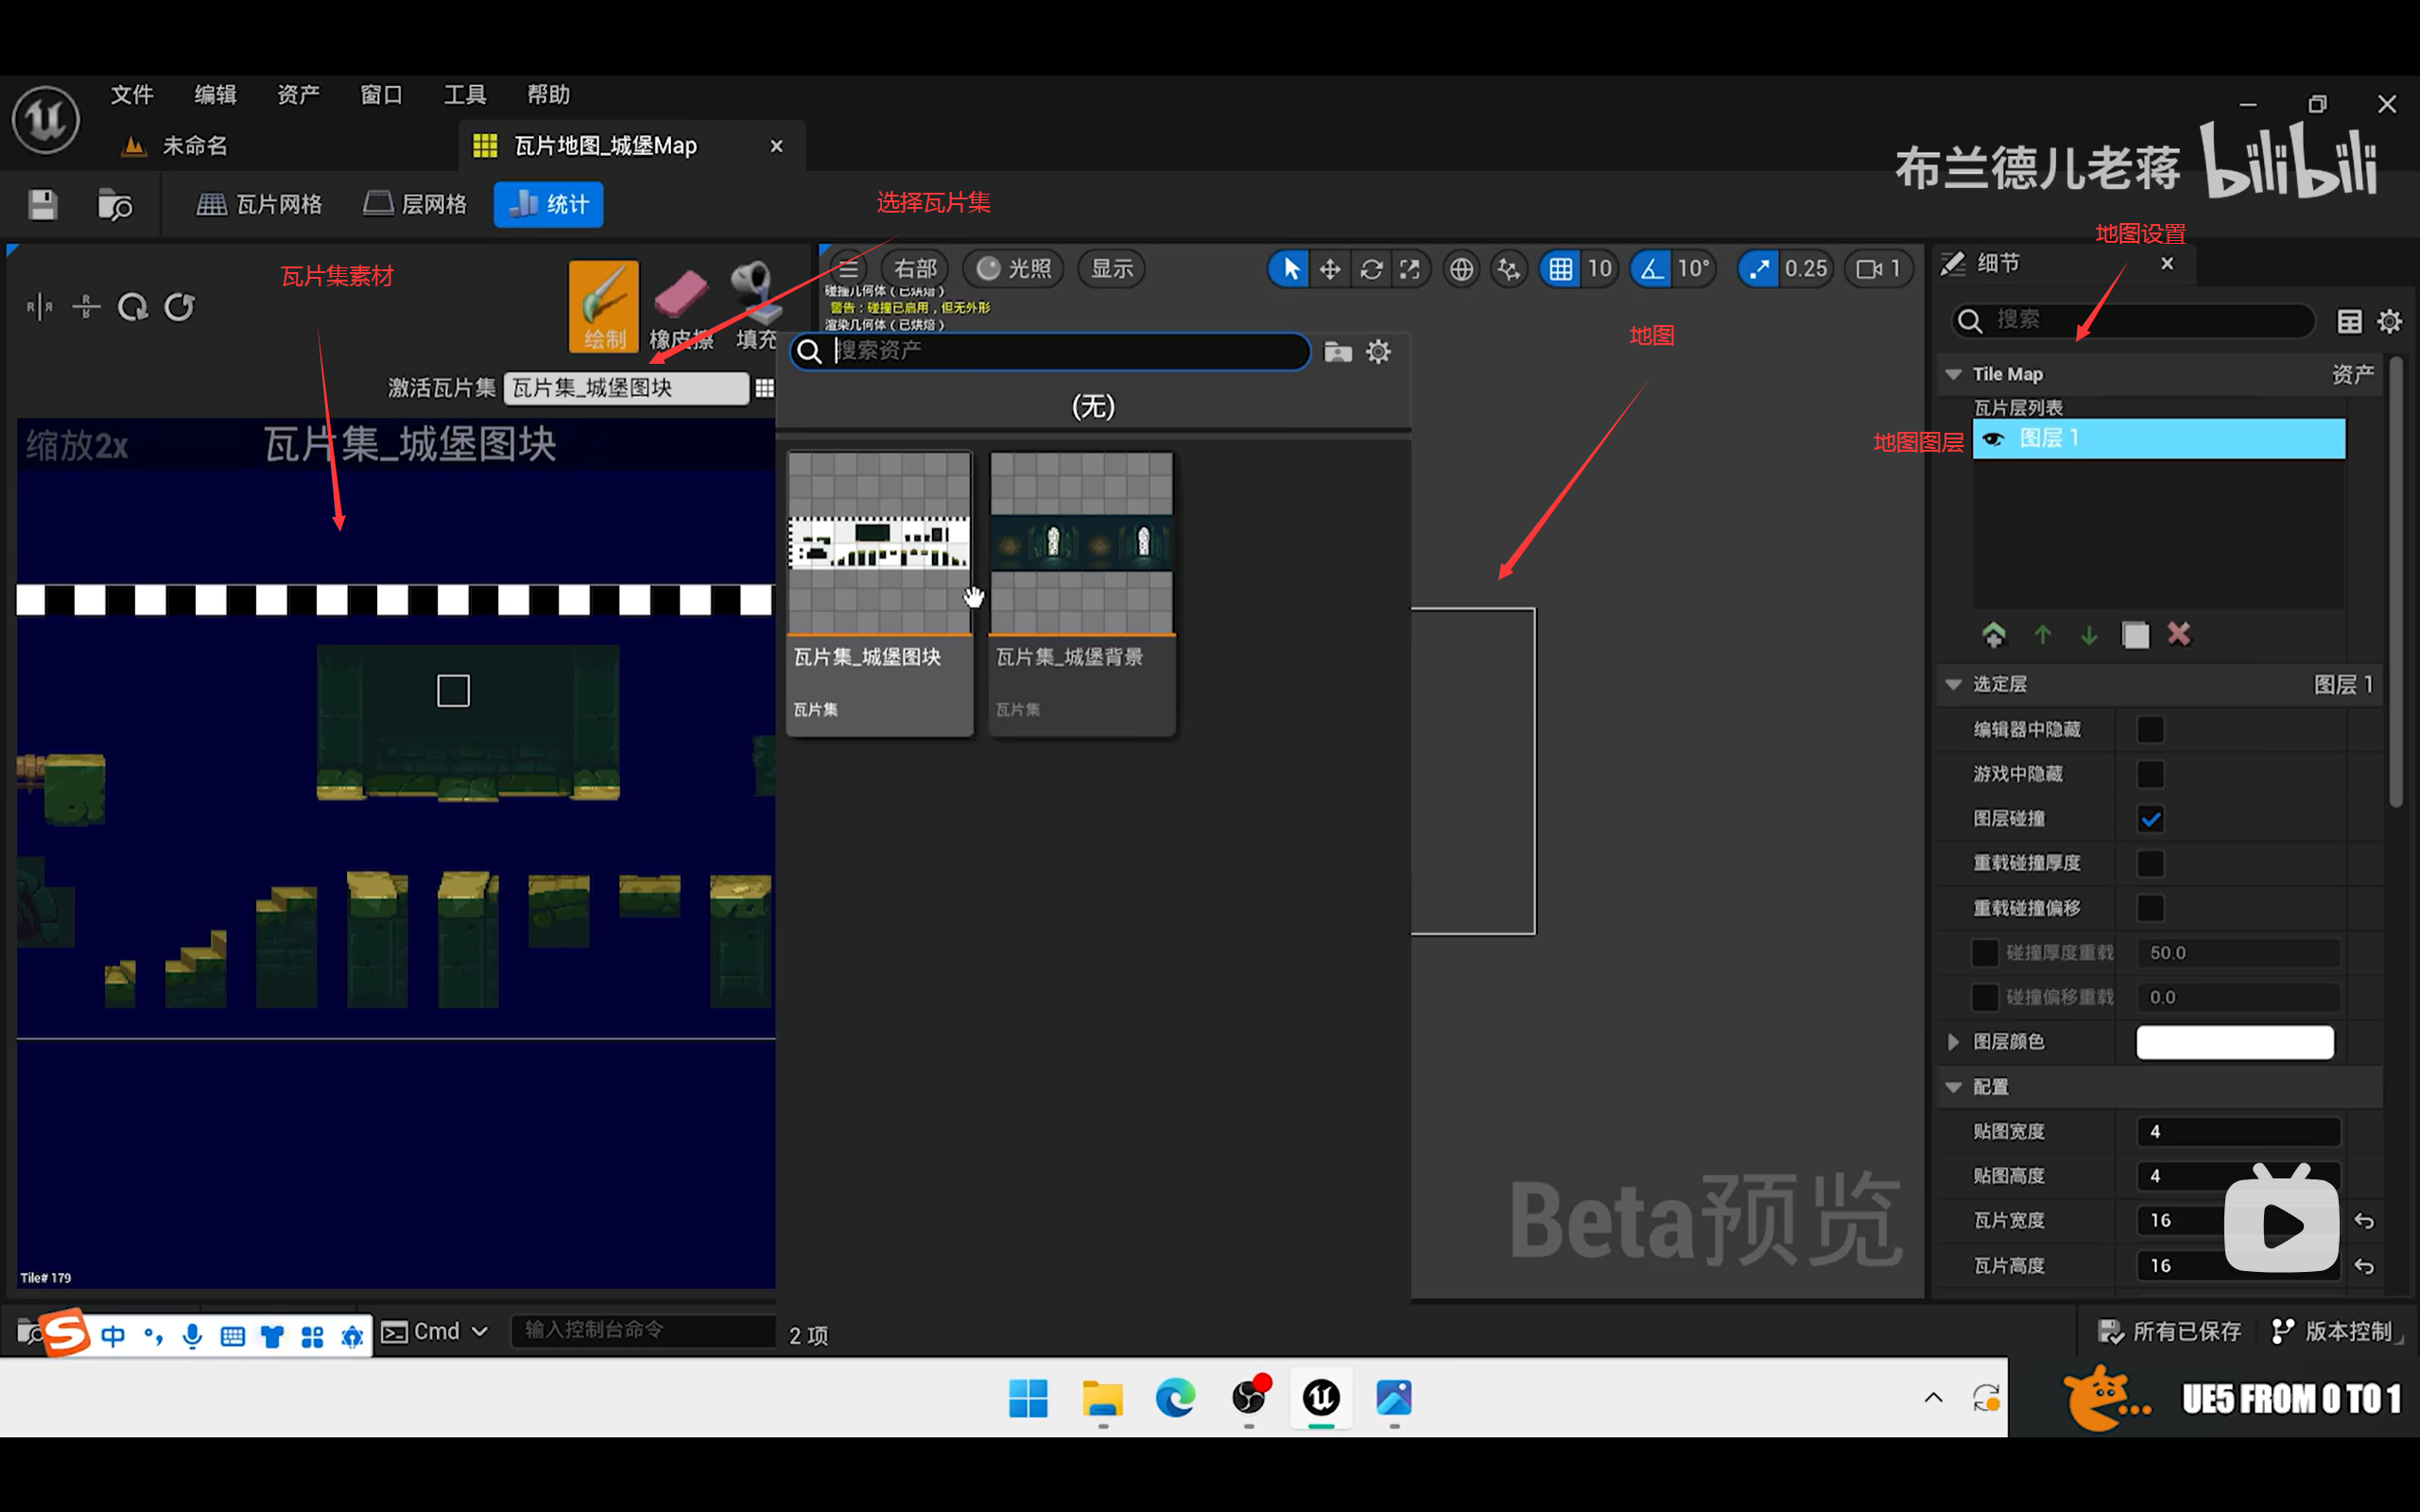 文件 编辑 资产 窗口 工具 帮助
未命名 瓦片地图_城堡Map
布兰德儿老蒋 bilibili
瓦片网格 层网格 统计
选择瓦片集
地图设置
瓦片集素材
右部 光照 显示 10 10° 0.25 1
细节
碰撞几何体（已烘焙）
警告：碰撞已启用，但无外形
渲染几何体（已烘焙）
绘制 橡皮擦 填充
搜索资产
地图
搜索
激活瓦片集 瓦片集_城堡图块
(无)
Tile Map 资产
瓦片层列表
地图图层
图层 1
缩放2x 瓦片集_城堡图块
瓦片集_城堡图块 瓦片集_城堡背景
瓦片集 瓦片集
选定层 图层 1
编辑器中隐藏
游戏中隐藏
图层碰撞
重载碰撞厚度
重载碰撞偏移
碰撞厚度重载 50.0
碰撞偏移重载 0.0
图层颜色
配置
贴图宽度 4
贴图高度 4
瓦片宽度 16
瓦片高度 16
Beta预览
Tile# 179
中 Cmd 输入控制台命令
2 项
所有已保存 版本控制
UE5 FROM 0 TO 1